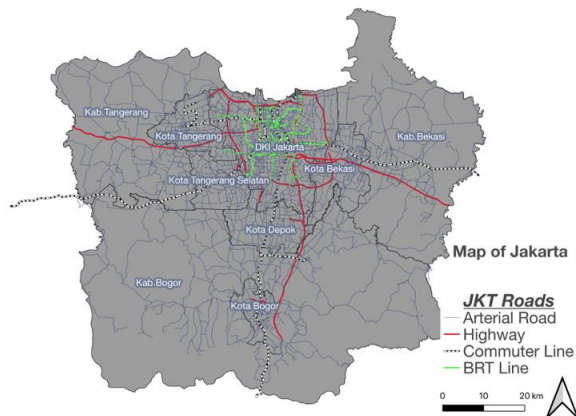 Kab.Tangerang
Kota Tangerang
DKI Jakarta
Kab.Bekasi
Kota Bekasi
Kota Tangerang Selatan
Kota Depok
Map of Jakarta
Kab.Bogor
Kota Bogor
JKT Roads
Arterial Road
Highway
Commuter Line
BRT Line
0 10 20 km